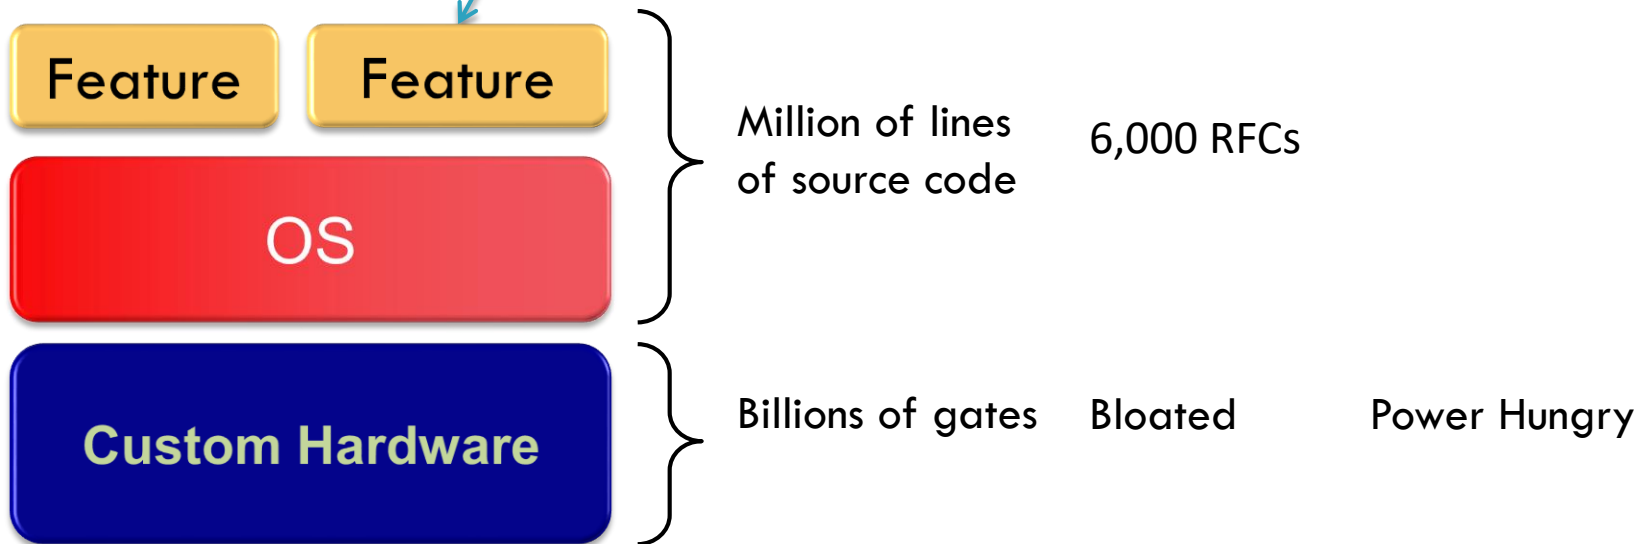 Feature
Feature
Million of lines
of source code
6,000 RFCs
OS
Custom Hardware
Billions of gates
Bloated
Power Hungry